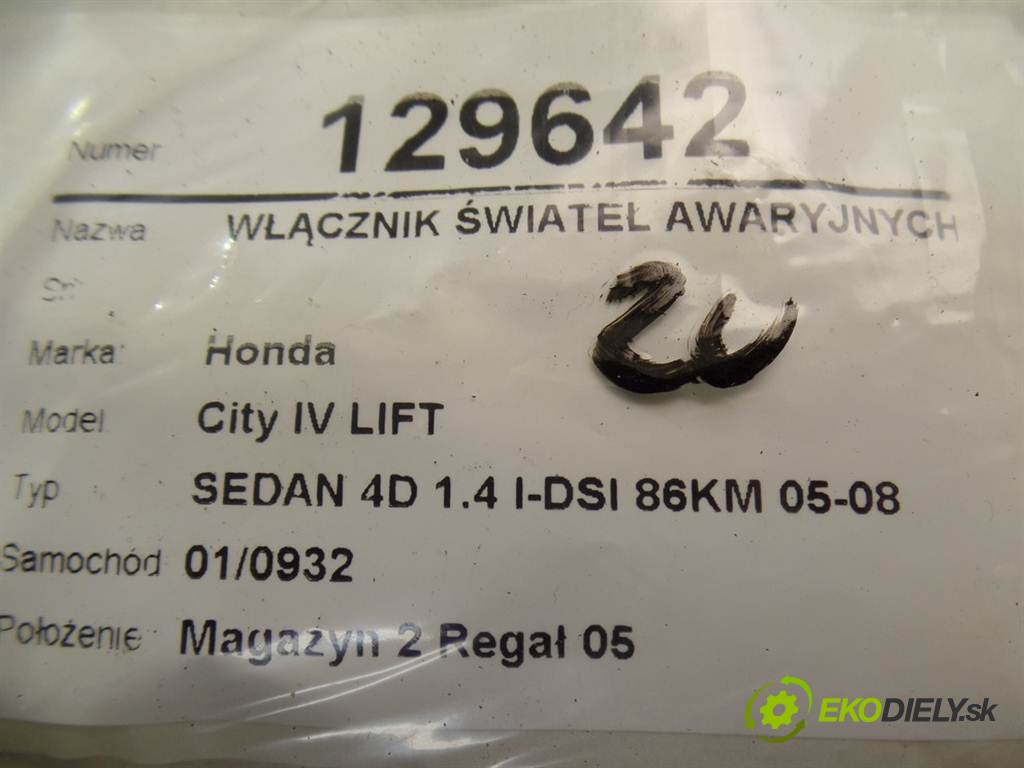 Numer 129642
Nazwa WŁĄCZNIK ŚWIATEŁ AWARYJNYCH
Marka: Honda
Model City IV LIFT
Typ SEDAN 4D 1.4 I-DSI 86KM 05-08
Samochód 01/0932
Położenie: Magazyn 2 Regał 05
EKODIELY.sk